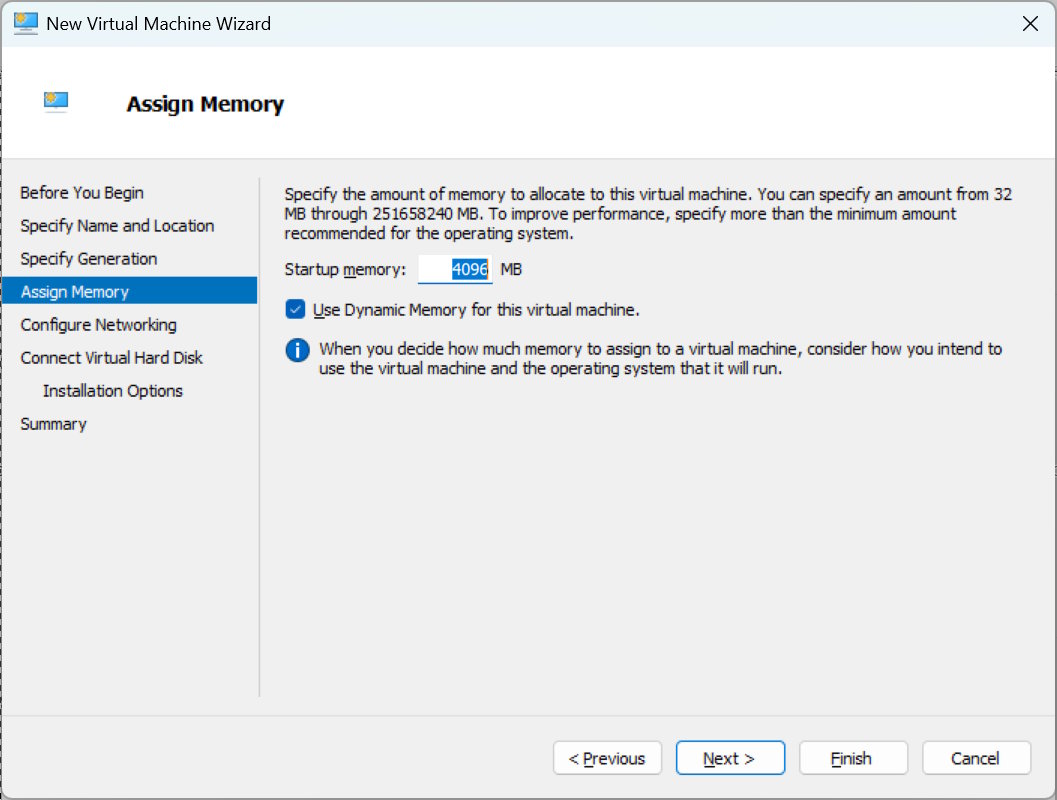 New Virtual Machine Wizard
Assign Memory
Before You Begin
Specify Name and Location
Specify Generation
Assign Memory
Configure Networking
Connect Virtual Hard Disk
Installation Options
Summary
Specify the amount of memory to allocate to this virtual machine. You can specify an amount from 32
MB through 251658240 MB. To improve performance, specify more than the minimum amount
recommended for the operating system.
Startup memory: 4096 MB
Use Dynamic Memory for this virtual machine.
When you decide how much memory to assign to a virtual machine, consider how you intend to
use the virtual machine and the operating system that it will run.
< Previous Next > Finish Cancel